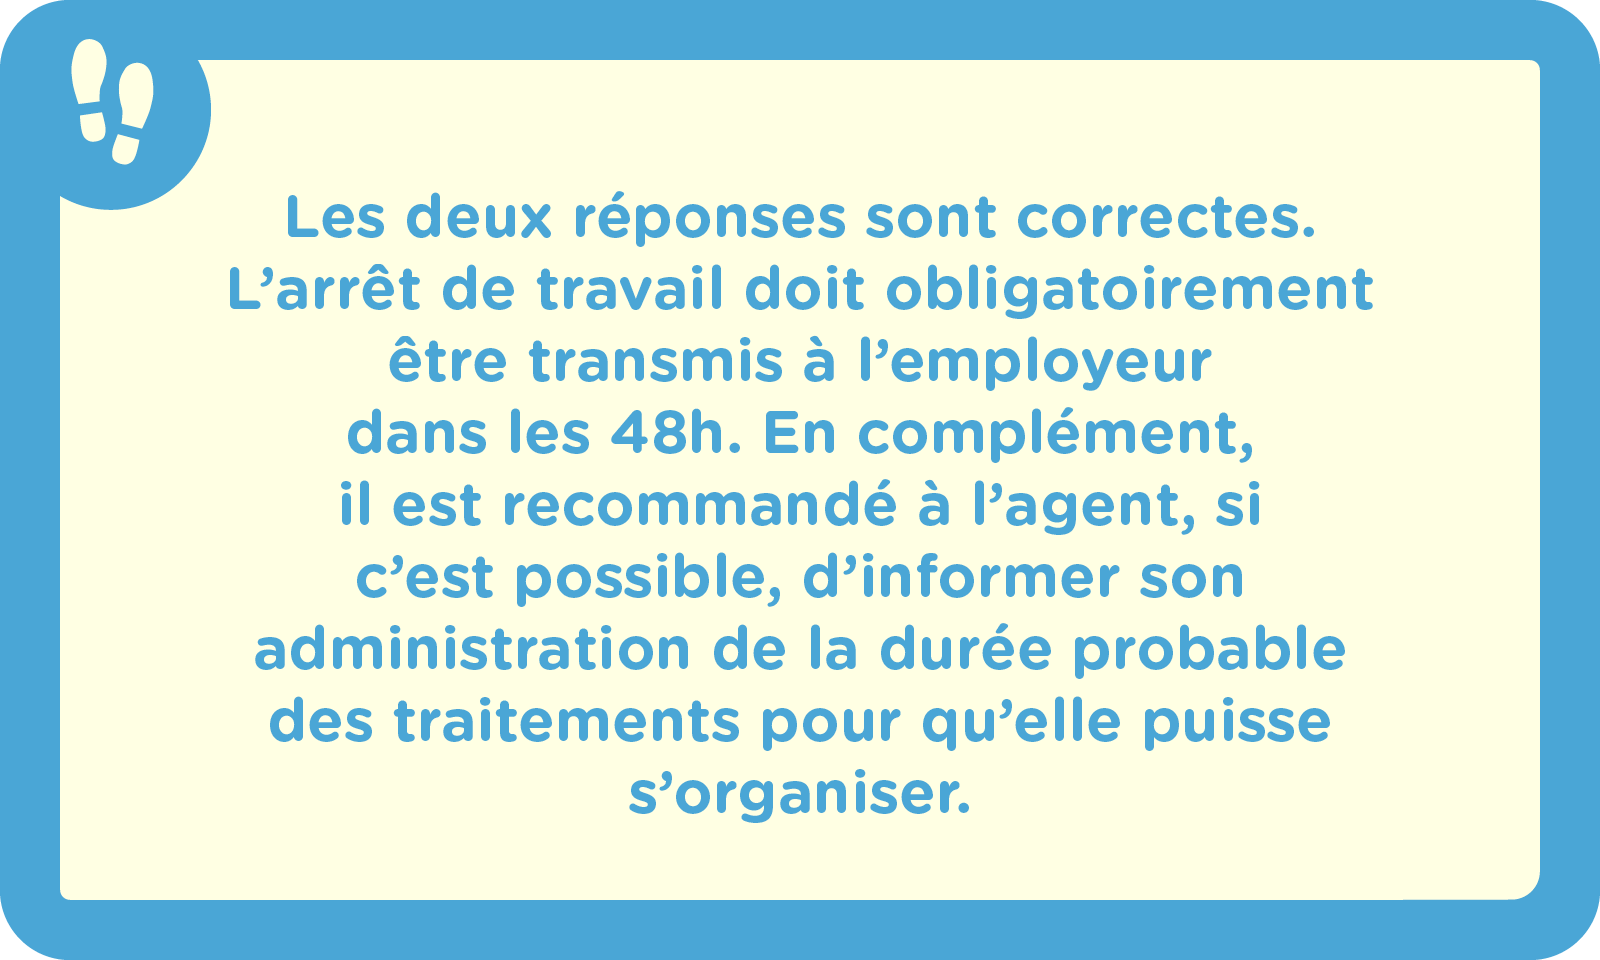 Les deux réponses sont correctes.
L’arrêt de travail doit obligatoirement
être transmis à l’employeur
dans les 48h. En complément,
il est recommandé à l’agent, si
c’est possible, d’informer son
administration de la durée probable
des traitements pour qu’elle puisse
s’organiser.